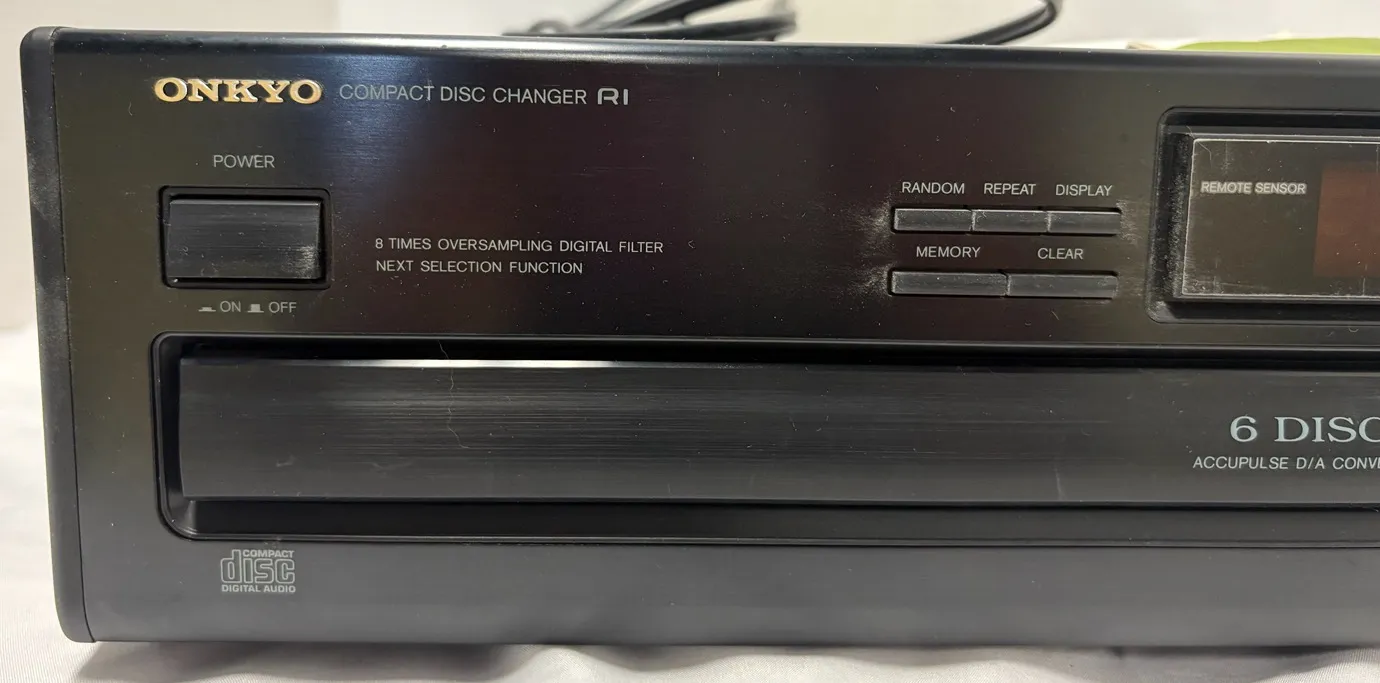 ONKYO COMPACT DISC CHANGER RI
POWER
ON OFF
8 TIMES OVERSAMPLING DIGITAL FILTER
NEXT SELECTION FUNCTION
RANDOM REPEAT DISPLAY
MEMORY CLEAR
REMOTE SENSOR
6 DISC
ACCUPULSE D/A CONVE
COMPACT
disc
DIGITAL AUDIO